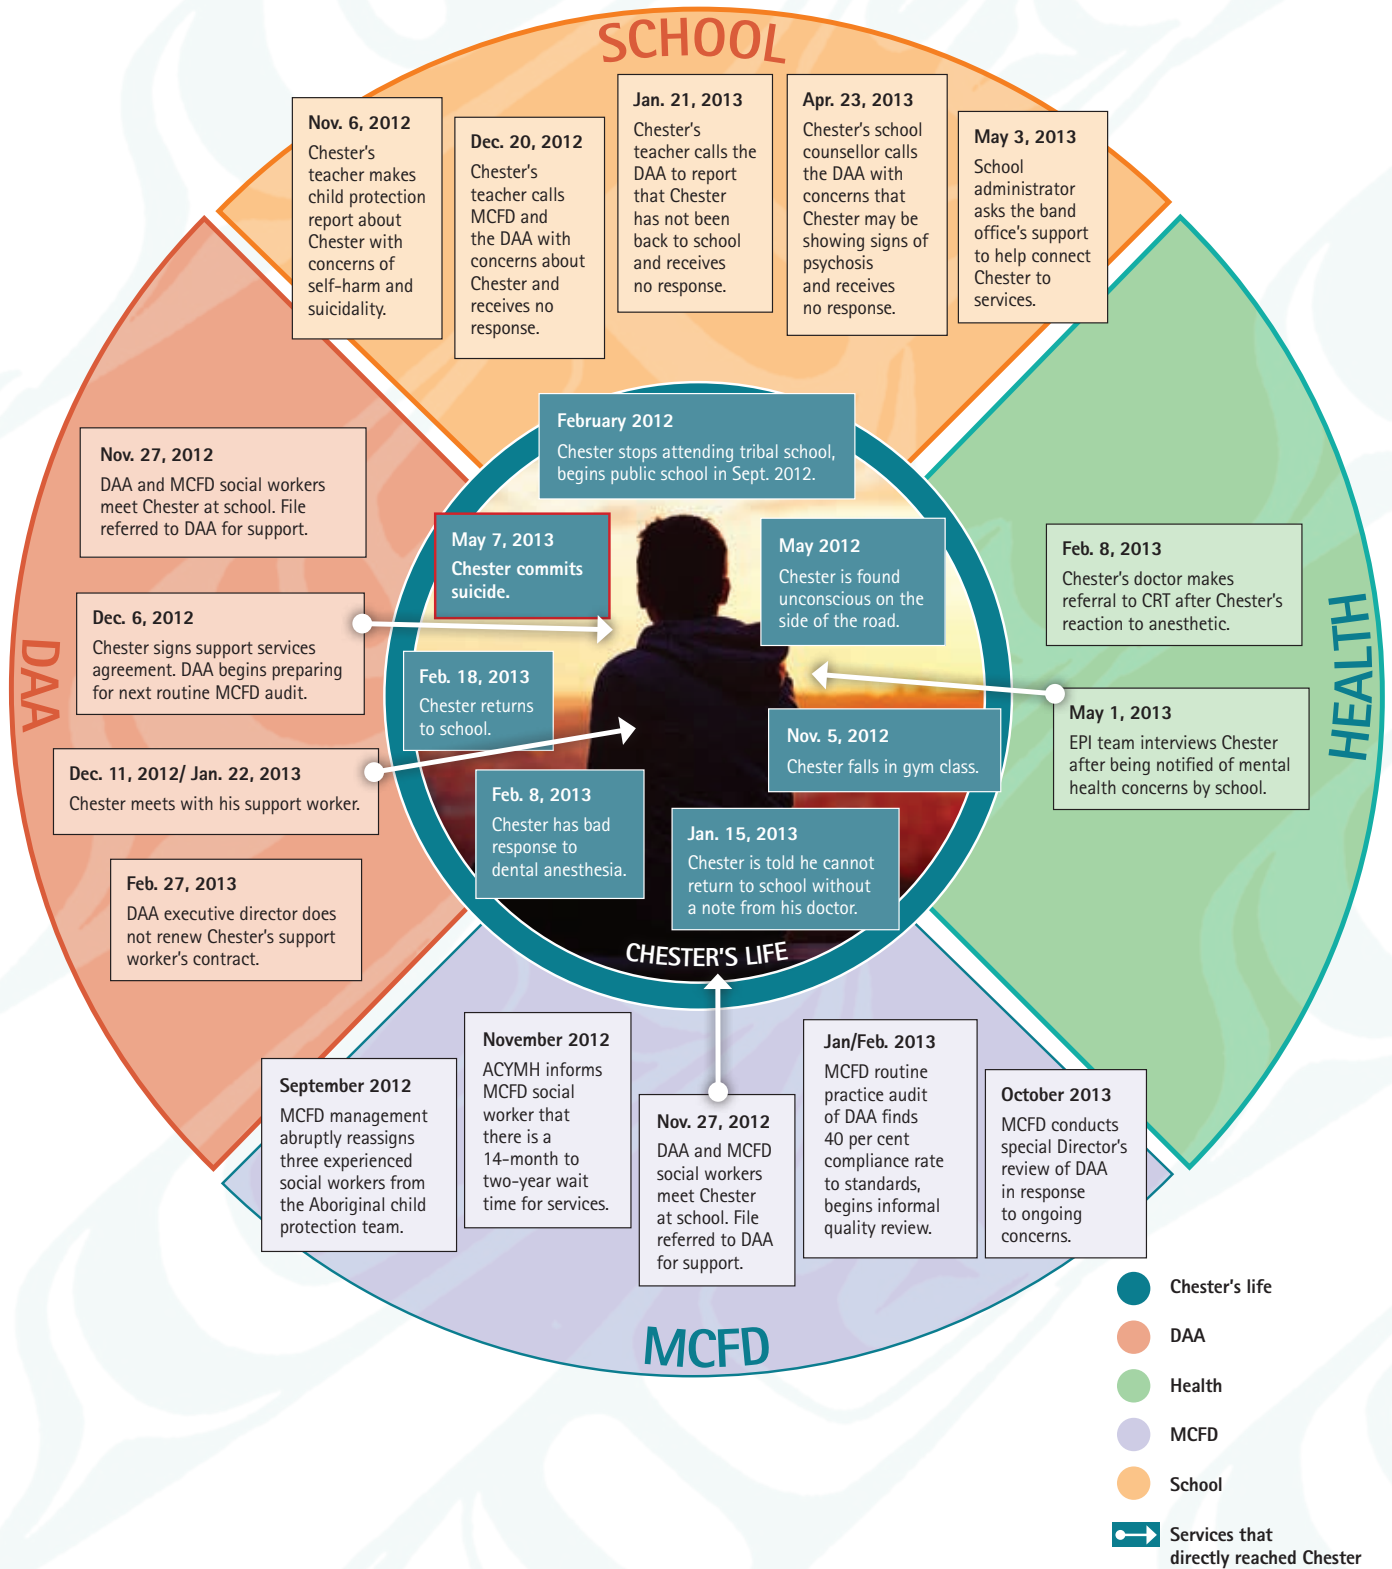 SCHOOL
Nov. 6, 2012
Chester's
teacher makes
child protection
report about
Chester with
concerns of
self-harm and
suicidality.
Dec. 20, 2012
Chester's
teacher calls
MCFD and
the DAA with
concerns about
Chester and
receives no
response.
Jan. 21, 2013
Chester's
teacher calls the
DAA to report
that Chester
has not been
back to school
and receives
no response.
Apr. 23, 2013
Chester's school
counsellor calls
the DAA with
concerns that
Chester may be
showing signs of
psychosis
and receives
no response.
May 3, 2013
School
administrator
asks the band
office's support
to help connect
Chester to
services.
DAA
Nov. 27, 2012
DAA and MCFD social workers
meet Chester at school. File
referred to DAA for support.
Dec. 6, 2012
Chester signs support services
agreement. DAA begins preparing
for next routine MCFD audit.
Dec. 11, 2012/ Jan. 22, 2013
Chester meets with his support worker.
Feb. 27, 2013
DAA executive director does
not renew Chester's support
worker's contract.
February 2012
Chester stops attending tribal school,
begins public school in Sept. 2012.
May 7, 2013
Chester commits
suicide.
May 2012
Chester is found
unconscious on the
side of the road.
Feb. 18, 2013
Chester returns
to school.
Nov. 5, 2012
Chester falls in gym class.
Feb. 8, 2013
Chester has bad
response to
dental anesthesia.
Jan. 15, 2013
Chester is told he cannot
return to school without
a note from his doctor.
CHESTER'S LIFE
HEALTH
Feb. 8, 2013
Chester's doctor makes
referral to CRT after Chester's
reaction to anesthetic.
May 1, 2013
EPI team interviews Chester
after being notified of mental
health concerns by school.
September 2012
MCFD management
abruptly reassigns
three experienced
social workers from
the Aboriginal child
protection team.
November 2012
ACYMH informs
MCFD social
worker that
there is a
14-month to
two-year wait
time for services.
Nov. 27, 2012
DAA and MCFD
social workers
meet Chester
at school. File
referred to DAA
for support.
Jan/Feb. 2013
MCFD routine
practice audit
of DAA finds
40 per cent
compliance rate
to standards,
begins informal
quality review.
October 2013
MCFD conducts
special Director's
review of DAA
in response
to ongoing
concerns.
MCFD
Chester's life
DAA
Health
MCFD
School
Services that
directly reached Chester